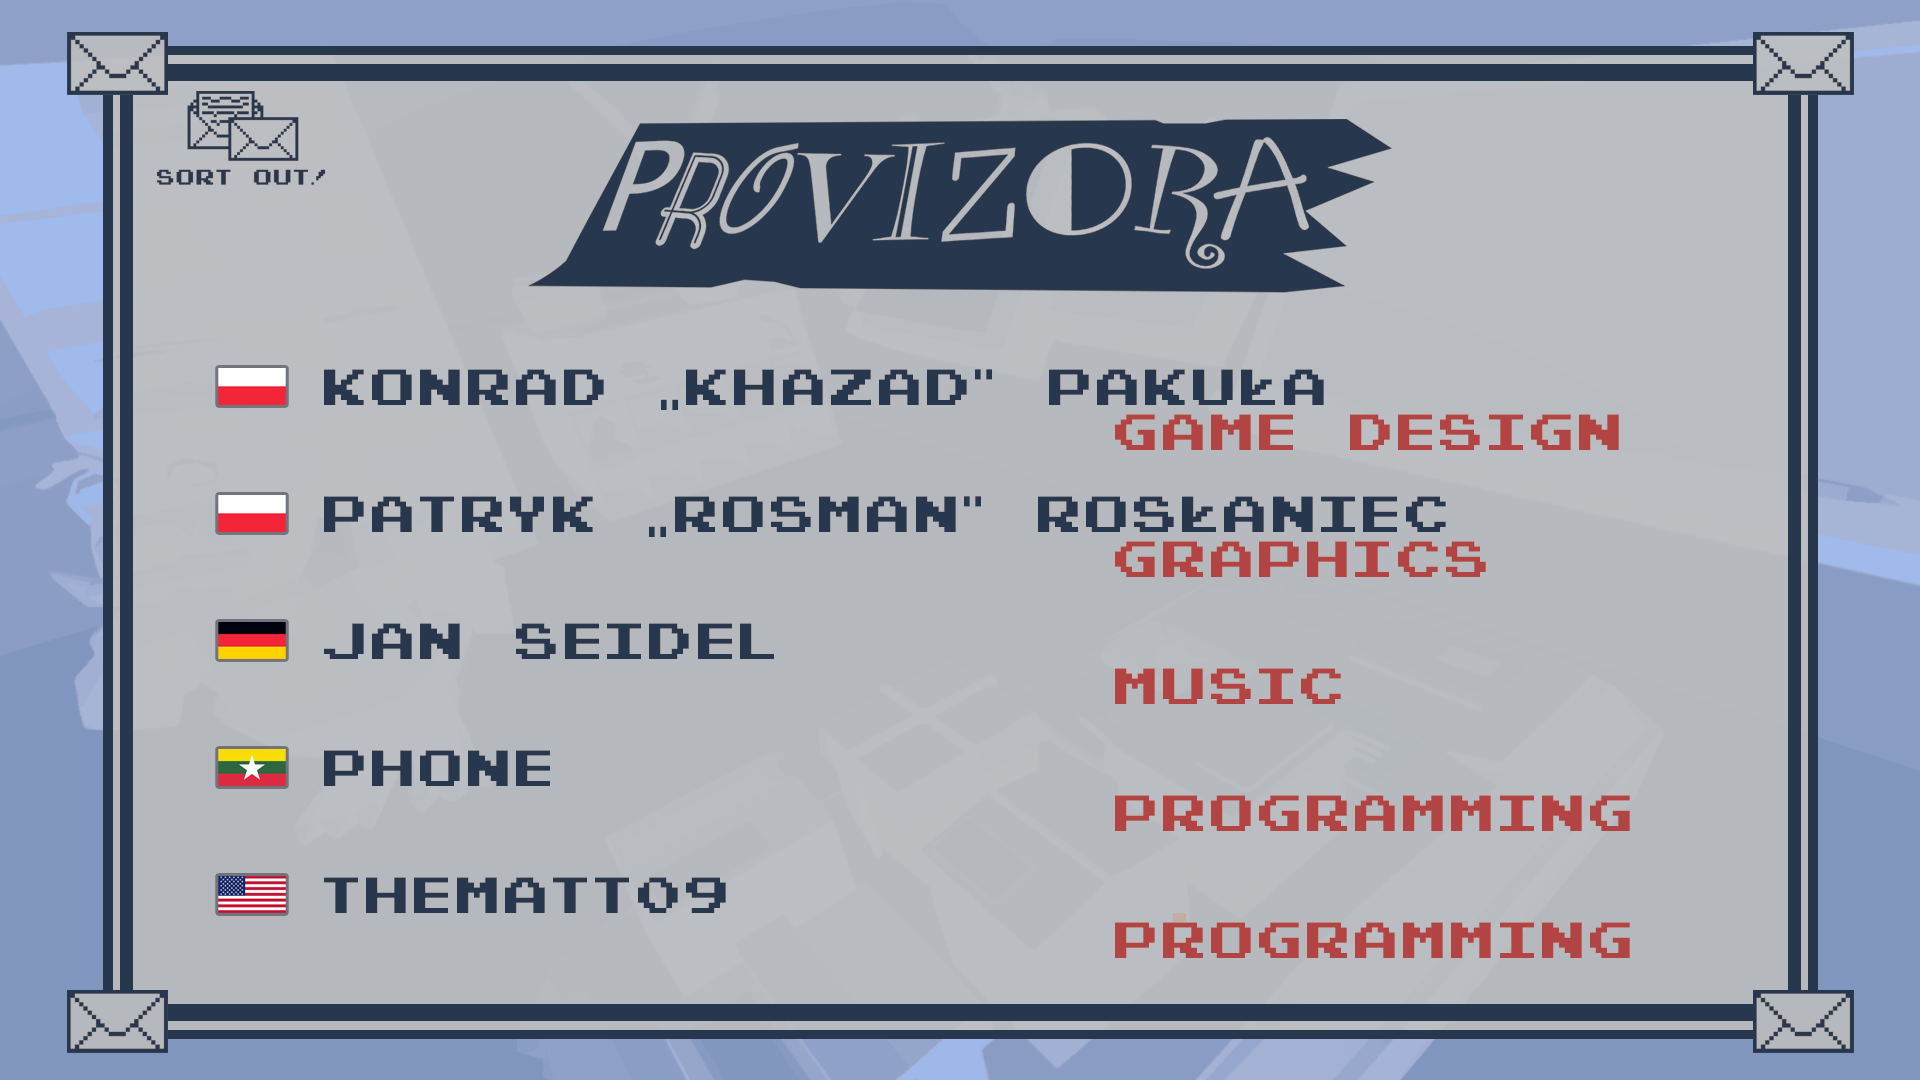 SORT OUT!
PROVIZORA
KONRAD „KHAZAD" PAKUŁA
GAME DESIGN
PATRYK „ROSMAN" ROSŁANIEC
GRAPHICS
JAN SEIDEL
MUSIC
PHONE
PROGRAMMING
THEMATT09
PROGRAMMING